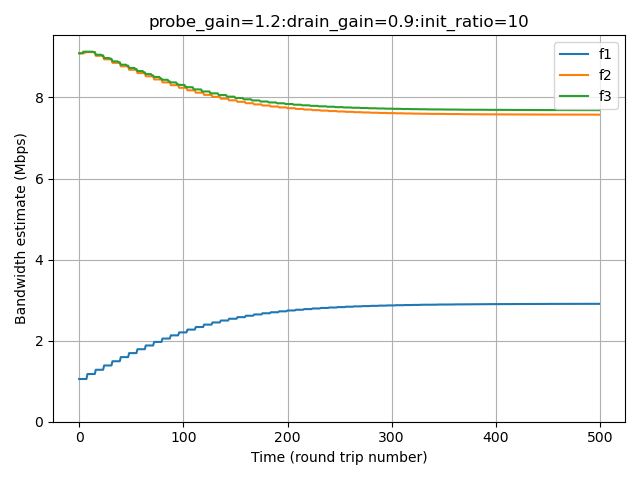 probe_gain=1.2:drain_gain=0.9:init_ratio=10
f1
f2
f3
Bandwidth estimate (Mbps)
8
6
4
2
0
0 100 200 300 400 500
Time (round trip number)